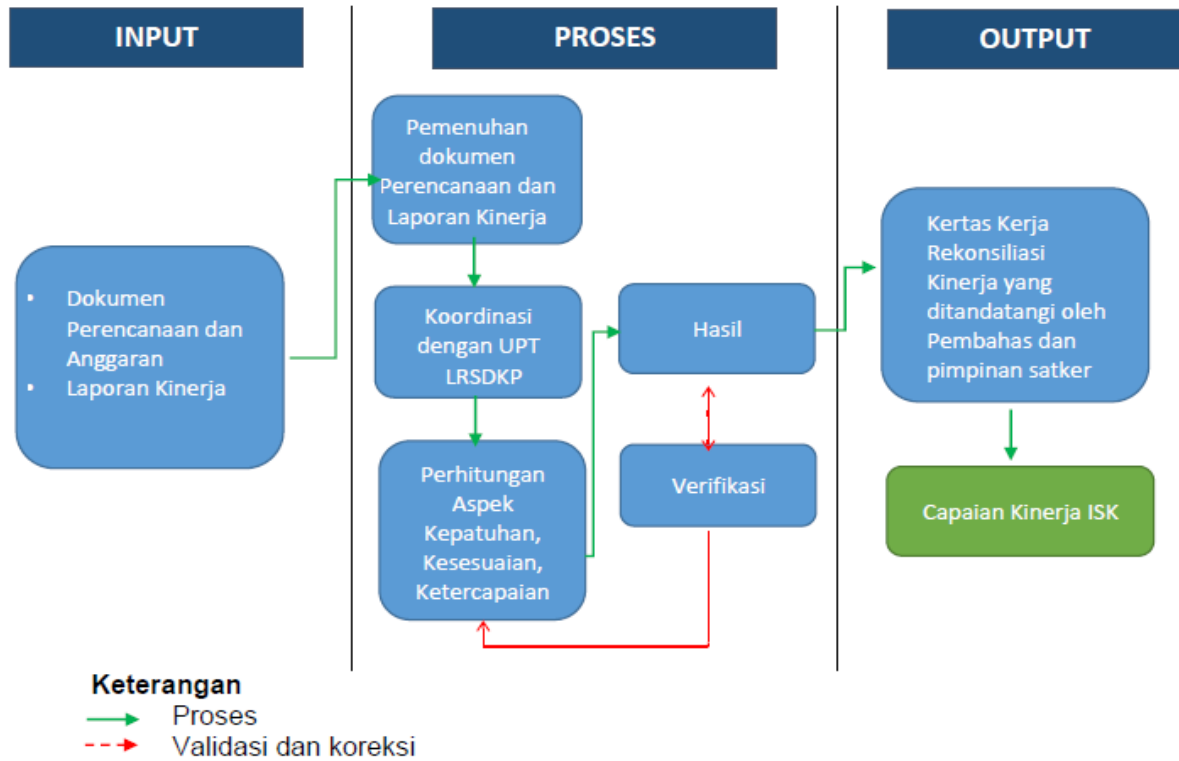 INPUT
PROSES
OUTPUT
• Dokumen
Perencanaan dan
Anggaran
• Laporan Kinerja
Pemenuhan
dokumen
Perencanaan dan
Laporan Kinerja
Koordinasi
dengan UPT
LRSDKP
Perhitungan
Aspek
Kepatuhan,
Kesesuaian,
Ketercapaian
Hasil
Verifikasi
Kertas Kerja
Rekonsiliasi
Kinerja yang
ditandatangi oleh
Pembahas dan
pimpinan satker
Capaian Kinerja ISK
Keterangan
Proses
Validasi dan koreksi